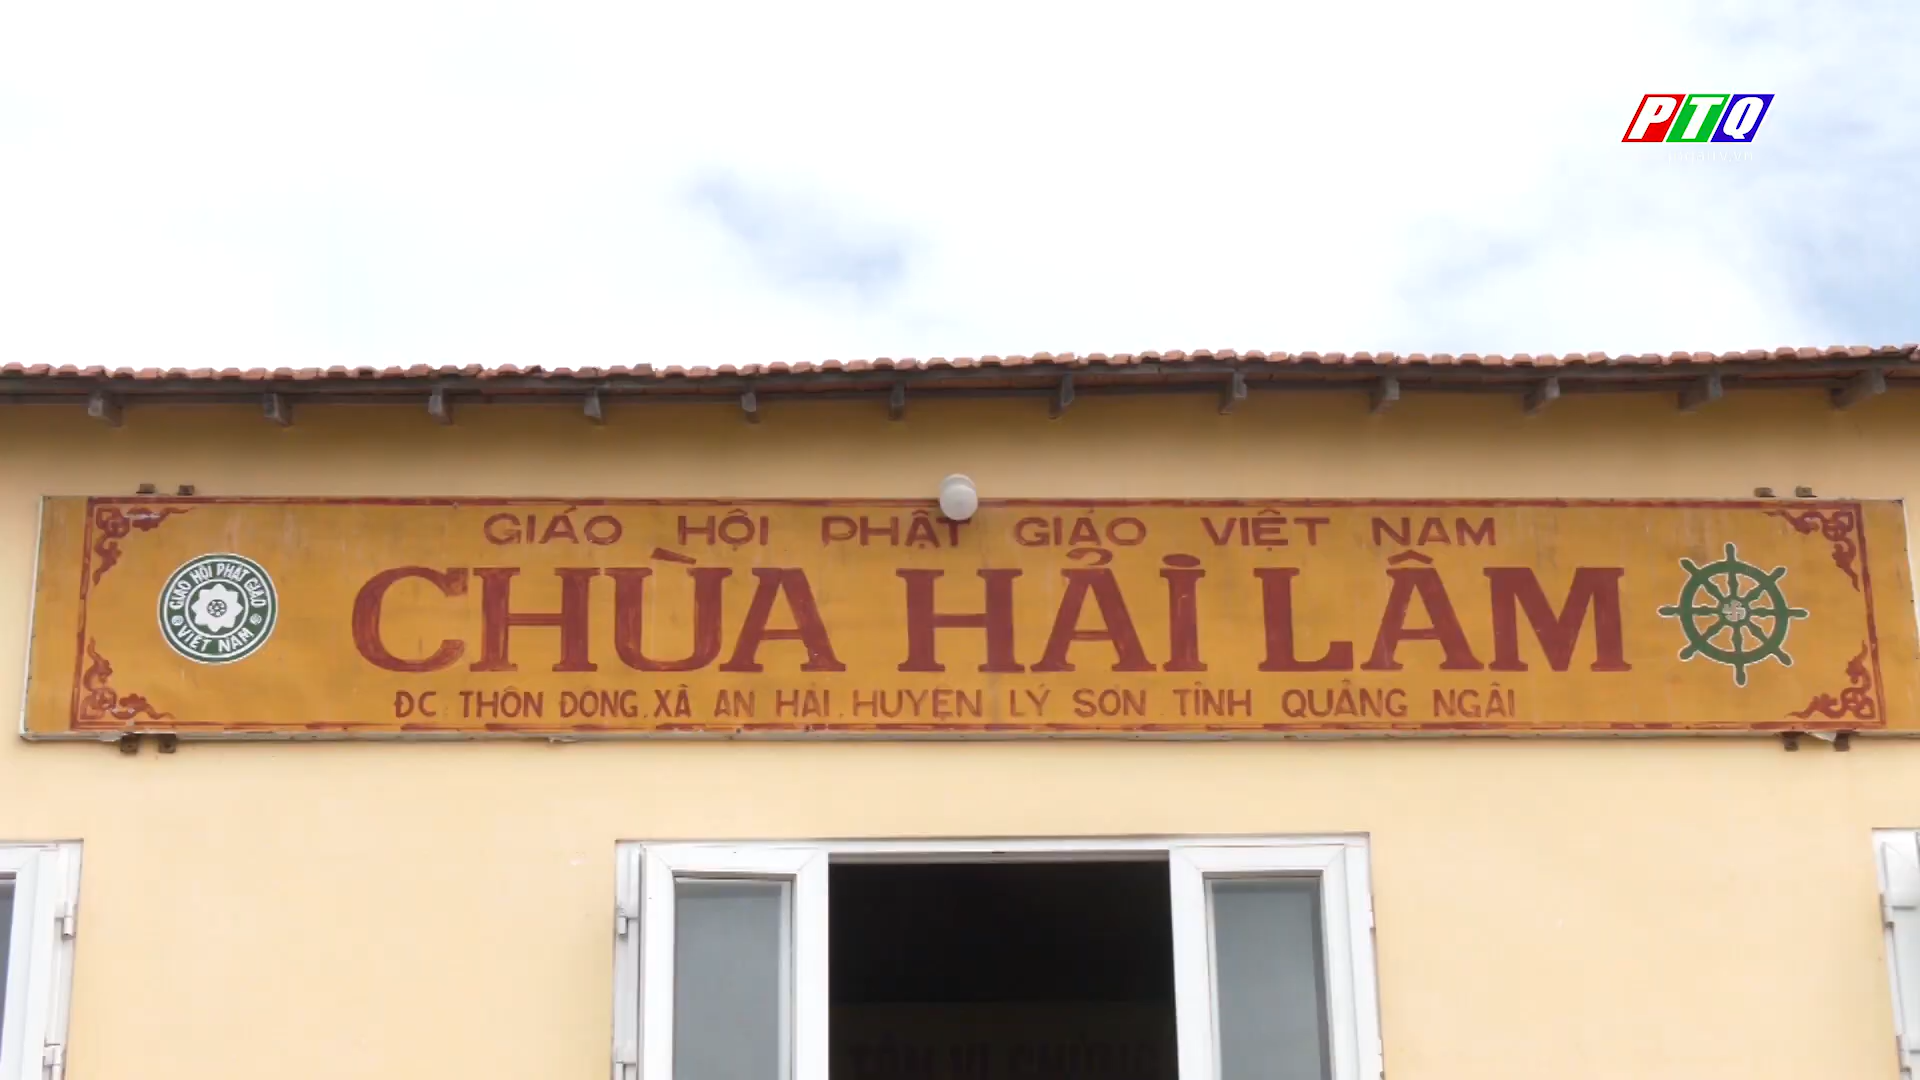 PTQ
GIÁO HỘI PHẬT GIÁO VIỆT NAM
CHÙA HẢI LÂM
ĐC: THÔN ĐÔNG, XÃ AN HẢI, HUYỆN LÝ SƠN TỈNH QUẢNG NGÃI
GIÁO HỘI PHẬT GIÁO
VIỆT NAM